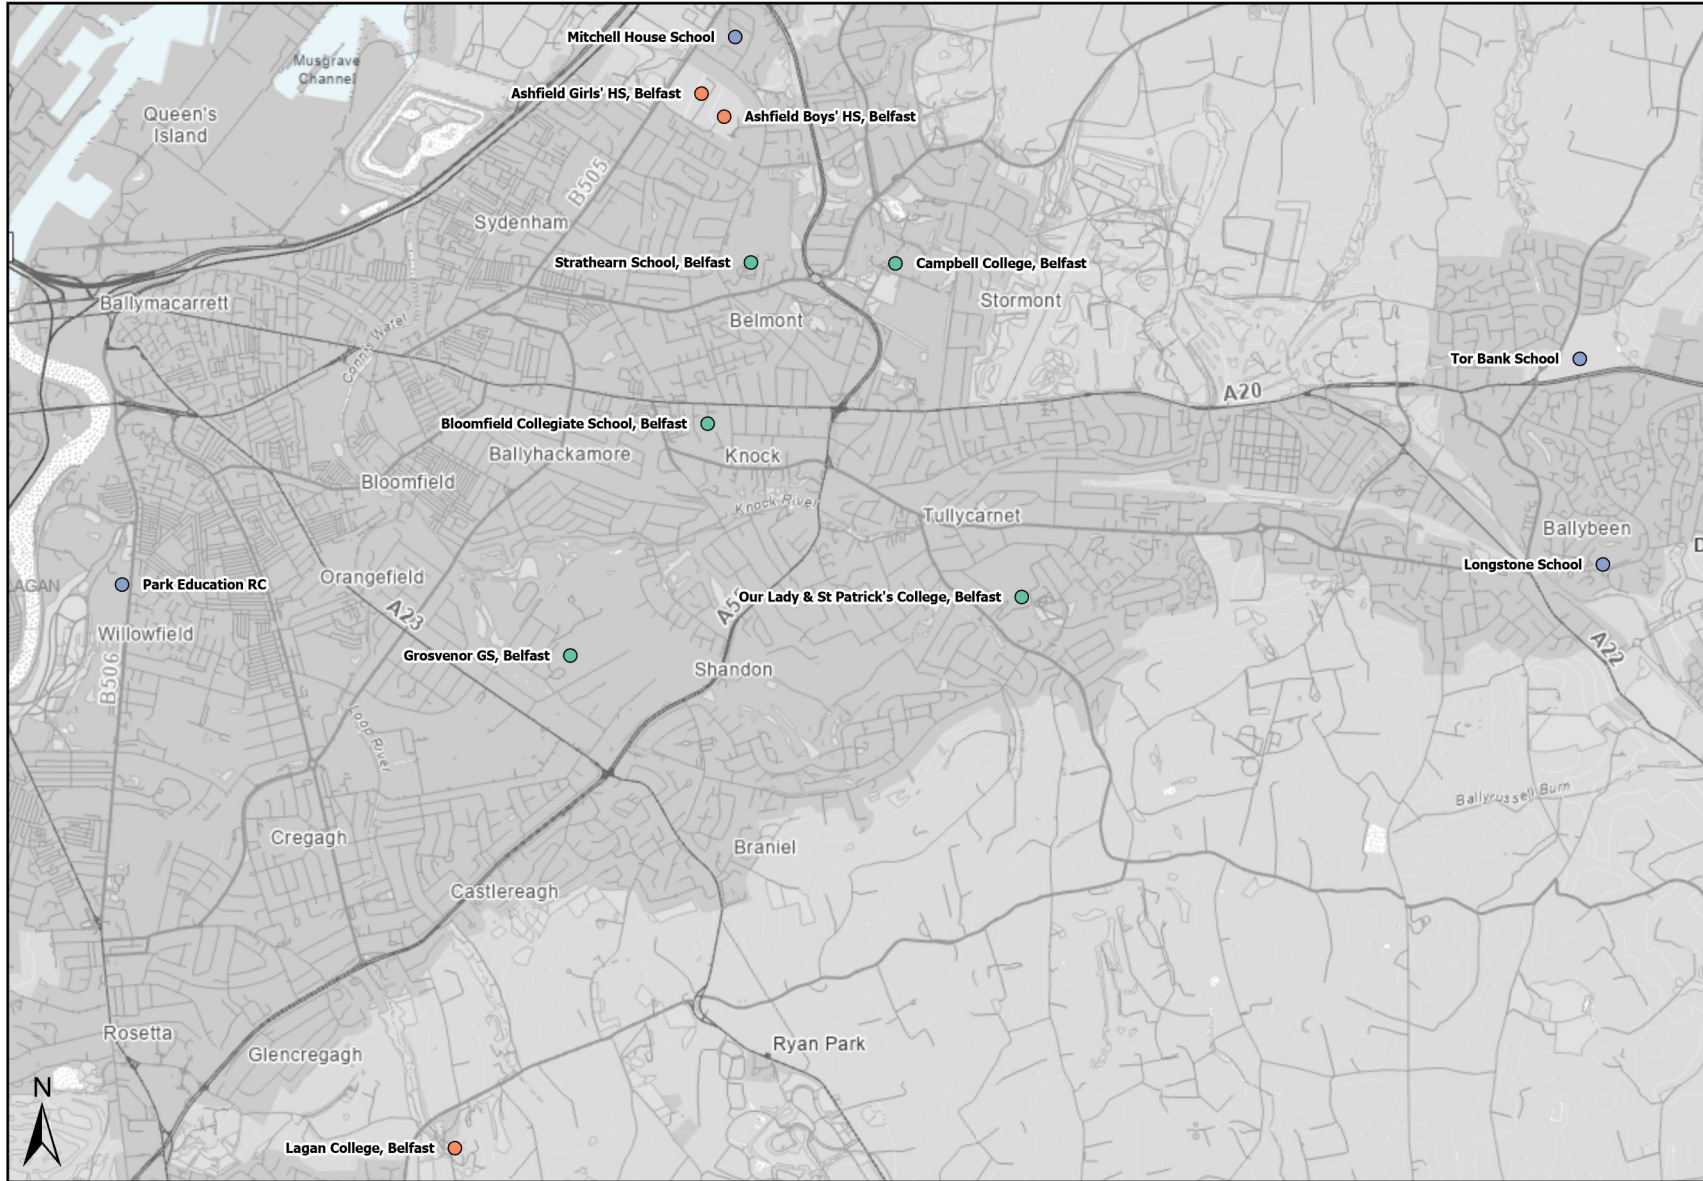 Mitchell House School
Musgrave
Channel
Ashfield Girls' HS, Belfast
Queen's
Island
Ashfield Boys' HS, Belfast
B505
Sydenham
Strathearn School, Belfast
Campbell College, Belfast
Ballymacarrett
Stormont
Belmont
Conn's Water
Tor Bank School
A20
Bloomfield Collegiate School, Belfast
Ballyhackamore
Knock
Bloomfield
Knock River
Tullycarnet
Ballybeen
D
Longstone School
Orangefield
LAGAN
Park Education RC
A23
A5
Our Lady & St Patrick's College, Belfast
Willowfield
Grosvenor GS, Belfast
A22
B506
Shandon
Loop River
Ballyrussell Burn
Cregagh
Braniel
Castlereagh
Rosetta
Glencregagh
Ryan Park
N
Lagan College, Belfast